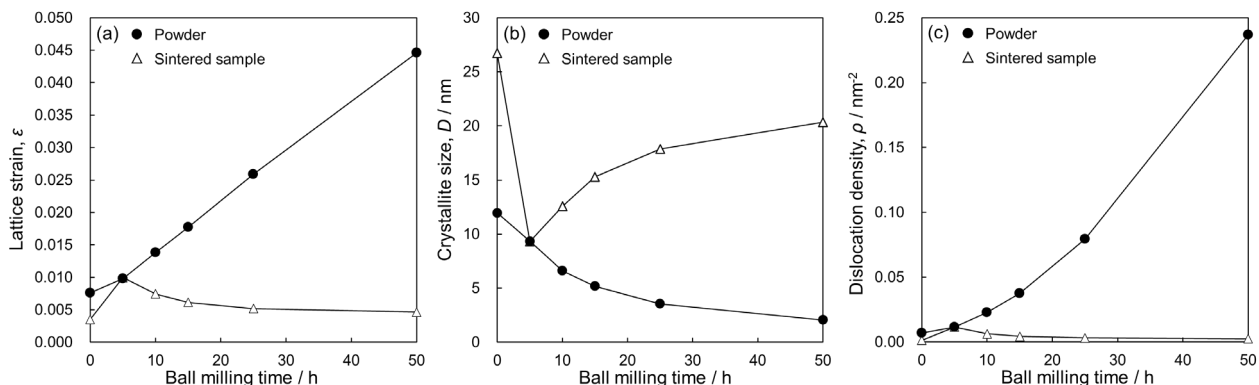 (a)
Powder
Sintered sample
0.050
0.045
0.040
0.035
0.030
0.025
0.020
0.015
0.010
0.005
0.000
Lattice strain, ε
0 10 20 30 40 50
Ball milling time / h
(b)
Powder
Sintered sample
30
25
20
15
10
5
0
Crystallite size, D / nm
0 10 20 30 40 50
Ball milling time / h
(c)
Powder
Sintered sample
0.25
0.20
0.15
0.10
0.05
0.00
Dislocation density, ρ / nm⁻²
0 10 20 30 40 50
Ball milling time / h